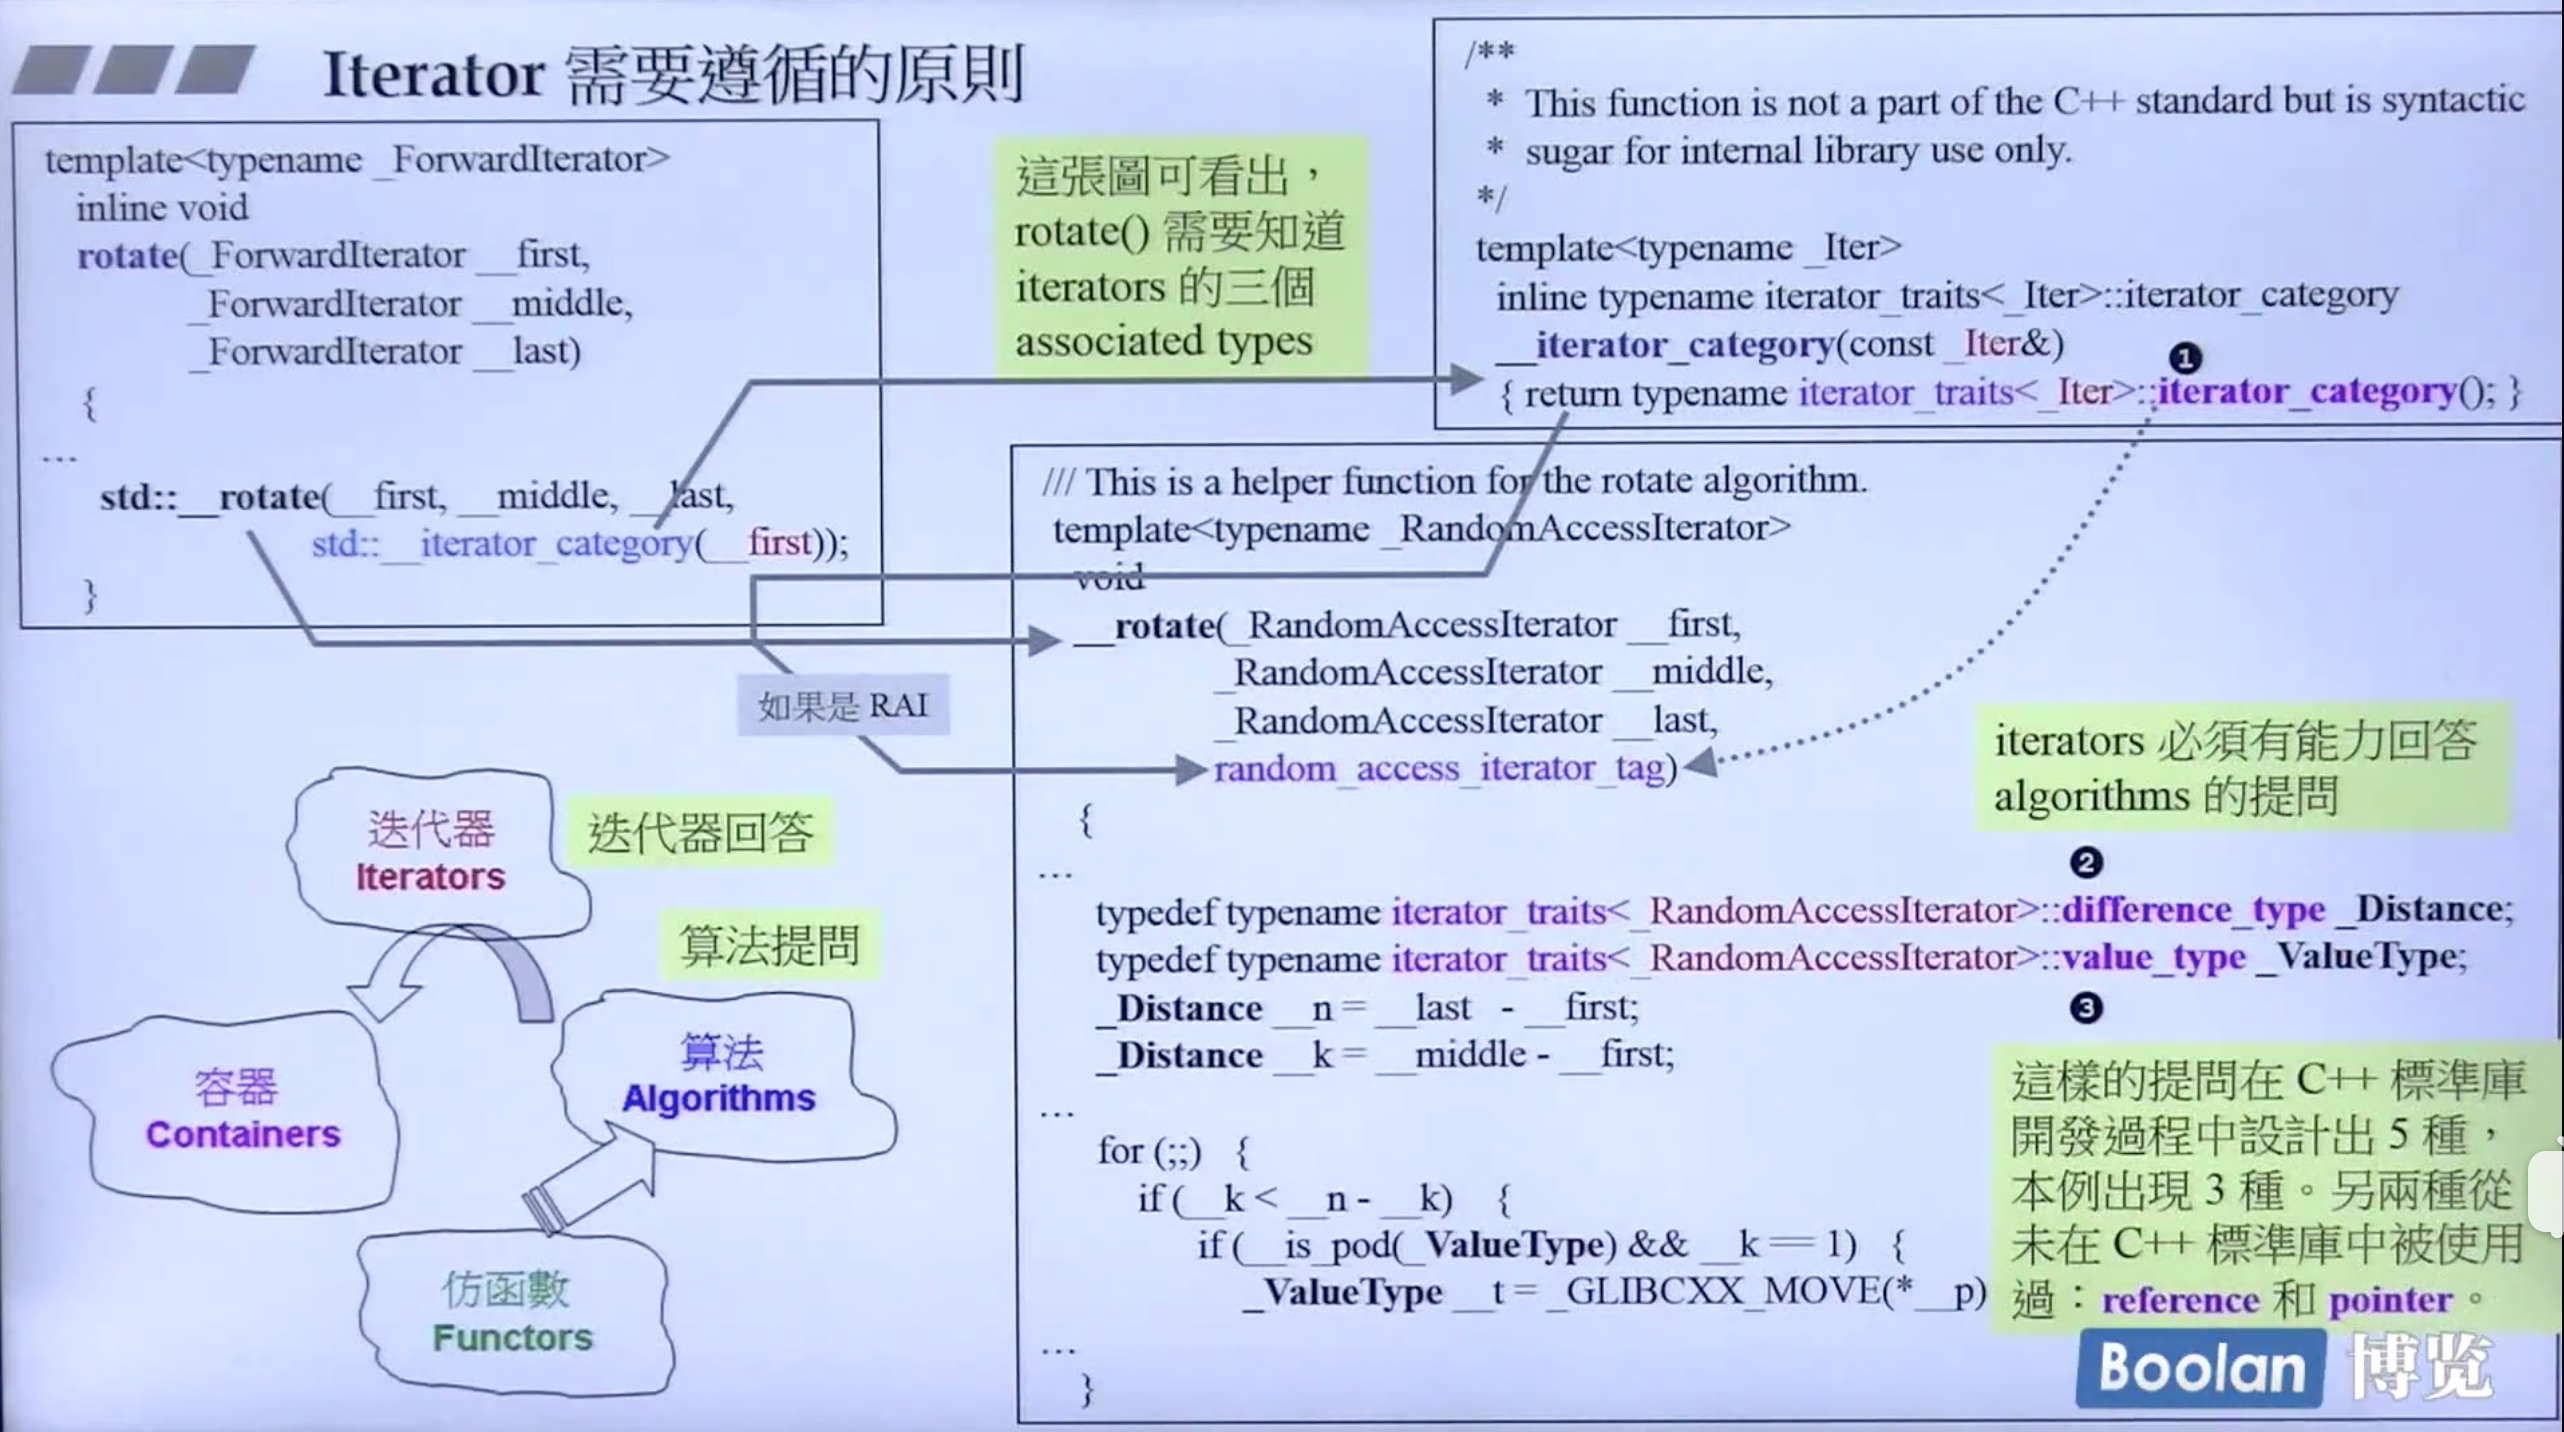 Iterator 需要遵循的原則
template<typename _ForwardIterator>
inline void
rotate(_ForwardIterator __first,
_ForwardIterator __middle,
_ForwardIterator __last)
{
...
std::__rotate(__first, __middle, __last,
std::__iterator_category(__first));
}
這張圖可看出，
rotate() 需要知道
iterators 的三個
associated types
/**
* This function is not a part of the C++ standard but is syntactic
* sugar for internal library use only.
*/
template<typename _Iter>
inline typename iterator_traits<_Iter>::iterator_category
__iterator_category(const _Iter&)
❶
{ return typename iterator_traits<_Iter>::iterator_category(); }
/// This is a helper function for the rotate algorithm.
template<typename _RandomAccessIterator>
void
__rotate(_RandomAccessIterator __first,
_RandomAccessIterator __middle,
_RandomAccessIterator __last,
random_access_iterator_tag)
{
...
typedef typename iterator_traits<_RandomAccessIterator>::difference_type _Distance;
typedef typename iterator_traits<_RandomAccessIterator>::value_type _ValueType;
_Distance __n = __last - __first;
_Distance __k = __middle - __first;
...
for (;;) {
if (__k < __n - __k) {
if (__is_pod(_ValueType) && __k == 1) {
_ValueType __t = _GLIBCXX_MOVE(*__p)
...
}
如果是 RAI
iterators 必須有能力回答
algorithms 的提問
❷
❸
這樣的提問在 C++ 標準庫
開發過程中設計出 5 種，
本例出現 3 種。另兩種從
未在 C++ 標準庫中被使用
過：reference 和 pointer。
迭代器
Iterators
迭代器回答
算法提問
算法
Algorithms
容器
Containers
仿函數
Functors
Boolan 博览